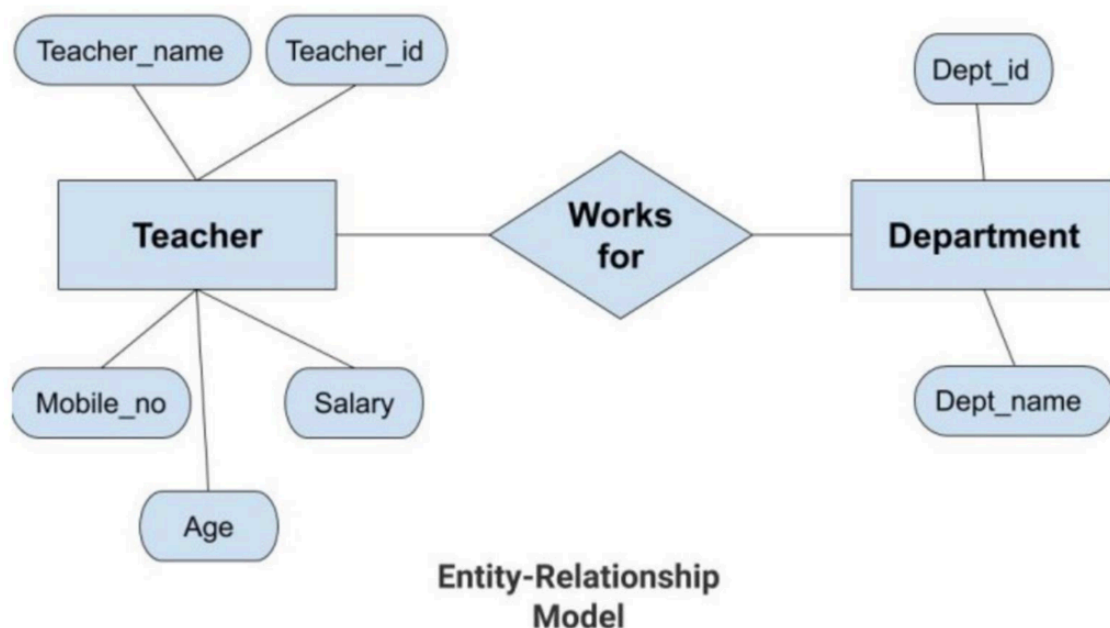 Teacher_name
Teacher_id
Dept_id
Teacher
Works
for
Department
Mobile_no
Salary
Dept_name
Age
Entity-Relationship
Model